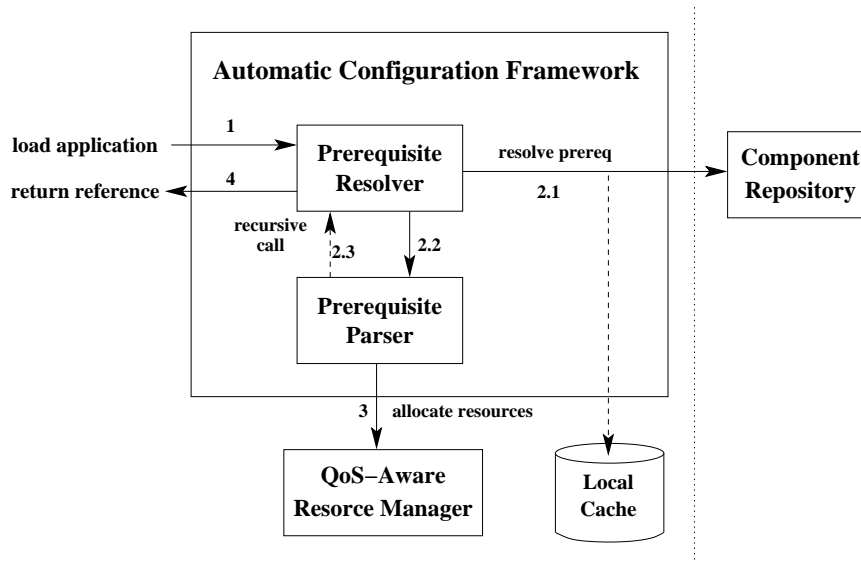 Automatic Configuration Framework
load application
1
Prerequisite
Resolver
return reference
4
resolve prereq
2.1
Component
Repository
recursive
call
2.3
2.2
Prerequisite
Parser
3
allocate resources
QoS−Aware
Resorce Manager
Local
Cache